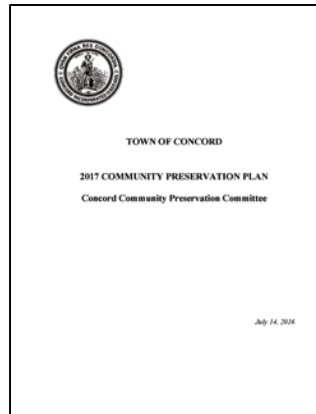 TOWN OF CONCORD
2017 COMMUNITY PRESERVATION PLAN
Concord Community Preservation Committee
July 14, 2016